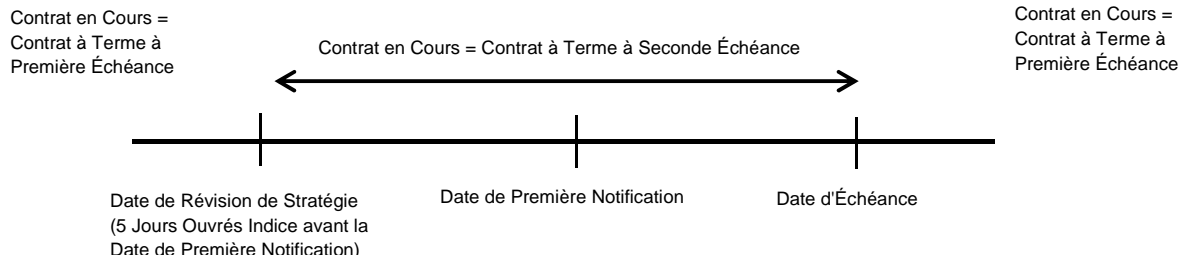 Contrat en Cours =
Contrat à Terme à
Première Échéance
Contrat en Cours = Contrat à Terme à Seconde Échéance
Contrat en Cours =
Contrat à Terme à
Première Échéance
Date de Révision de Stratégie
(5 Jours Ouvrés Indice avant la
Date de Première Notification)
Date de Première Notification
Date d'Échéance